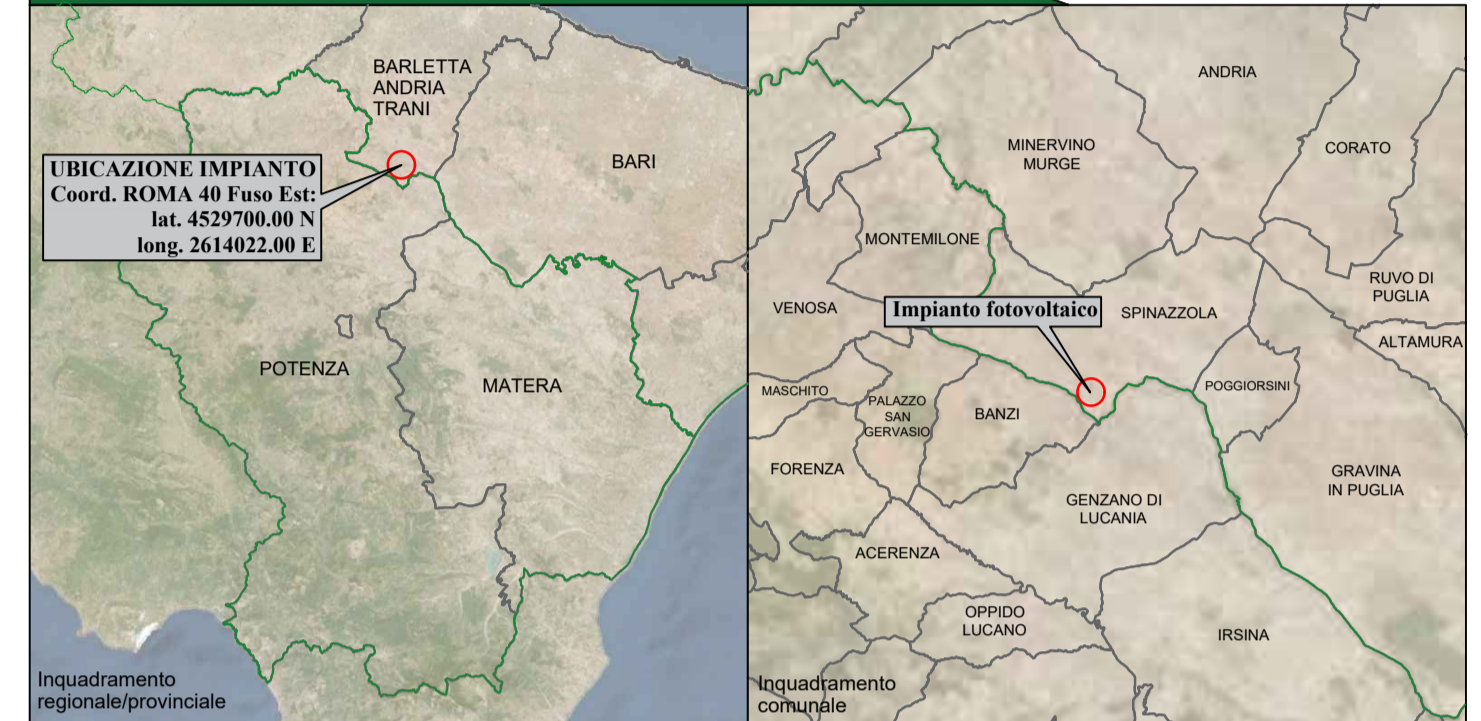 BARLETTA
ANDRIA
TRANI
BARI
UBICAZIONE IMPIANTO
Coord. ROMA 40 Fuso Est:
lat. 4529700.00 N
long. 2614022.00 E
POTENZA
MATERA
Inquadramento
regionale/provinciale
ANDRIA
MINERVINO
MURGE
CORATO
MONTEMILONE
RUVO DI
PUGLIA
VENOSA
Impianto fotovoltaico
SPINAZZOLA
ALTAMURA
MASCHITO
PALAZZO
SAN
GERVASIO
BANZI
POGGIORSINI
FORENZA
GRAVINA
IN PUGLIA
GENZANO DI
LUCANIA
ACERENZA
OPPIDO
LUCANO
IRSINA
Inquadramento
comunale